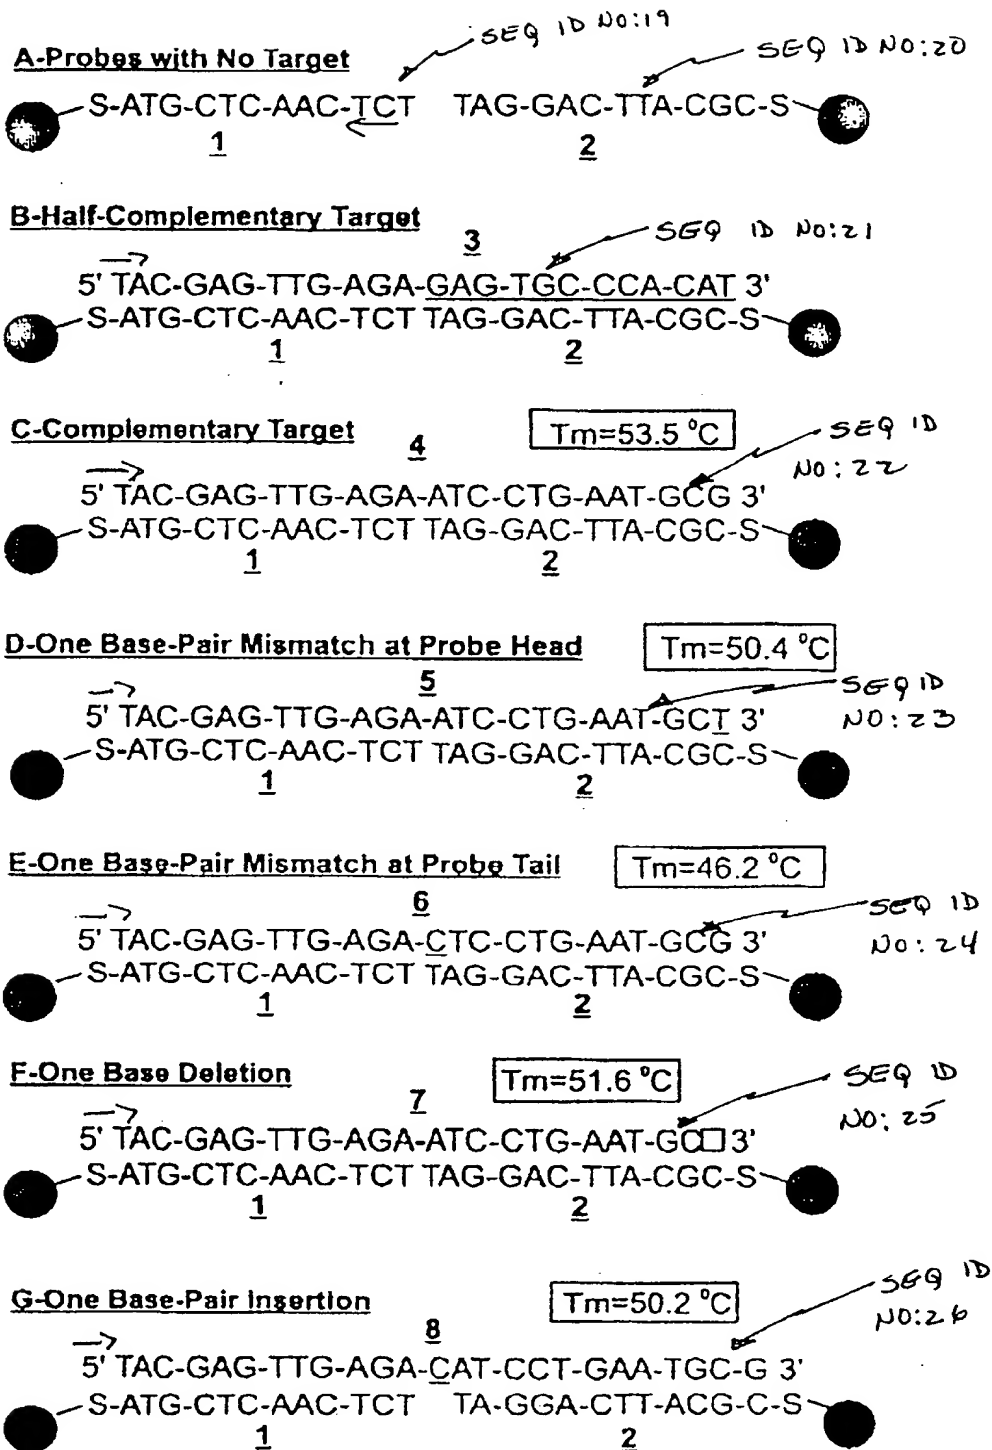 SEQ ID NO:19
SEQ ID NO:20
A-Probes with No Target
S-ATG-CTC-AAC-TCT TAG-GAC-TTA-CGC-S
1 2
B-Half-Complementary Target
3 SEQ ID NO:21
5' TAC-GAG-TTG-AGA-GAG-TGC-CCA-CAT 3'
S-ATG-CTC-AAC-TCT TAG-GAC-TTA-CGC-S
1 2
C-Complementary Target Tm=53.5 °C SEQ ID
4 NO:22
5' TAC-GAG-TTG-AGA-ATC-CTG-AAT-GCG 3'
S-ATG-CTC-AAC-TCT TAG-GAC-TTA-CGC-S
1 2
D-One Base-Pair Mismatch at Probe Head Tm=50.4 °C
5 SEQ ID
5' TAC-GAG-TTG-AGA-ATC-CTG-AAT-GCT 3' NO:23
S-ATG-CTC-AAC-TCT TAG-GAC-TTA-CGC-S
1 2
E-One Base-Pair Mismatch at Probe Tail Tm=46.2 °C
6 SEQ ID
5' TAC-GAG-TTG-AGA-CTC-CTG-AAT-GCG 3' NO:24
S-ATG-CTC-AAC-TCT TAG-GAC-TTA-CGC-S
1 2
F-One Base Deletion Tm=51.6 °C SEQ ID
7 NO:25
5' TAC-GAG-TTG-AGA-ATC-CTG-AAT-GC□ 3'
S-ATG-CTC-AAC-TCT TAG-GAC-TTA-CGC-S
1 2
G-One Base-Pair Insertion Tm=50.2 °C SEQ ID
8 NO:26
5' TAC-GAG-TTG-AGA-CAT-CCT-GAA-TGC-G 3'
S-ATG-CTC-AAC-TCT TA-GGA-CTT-ACG-C-S
1 2